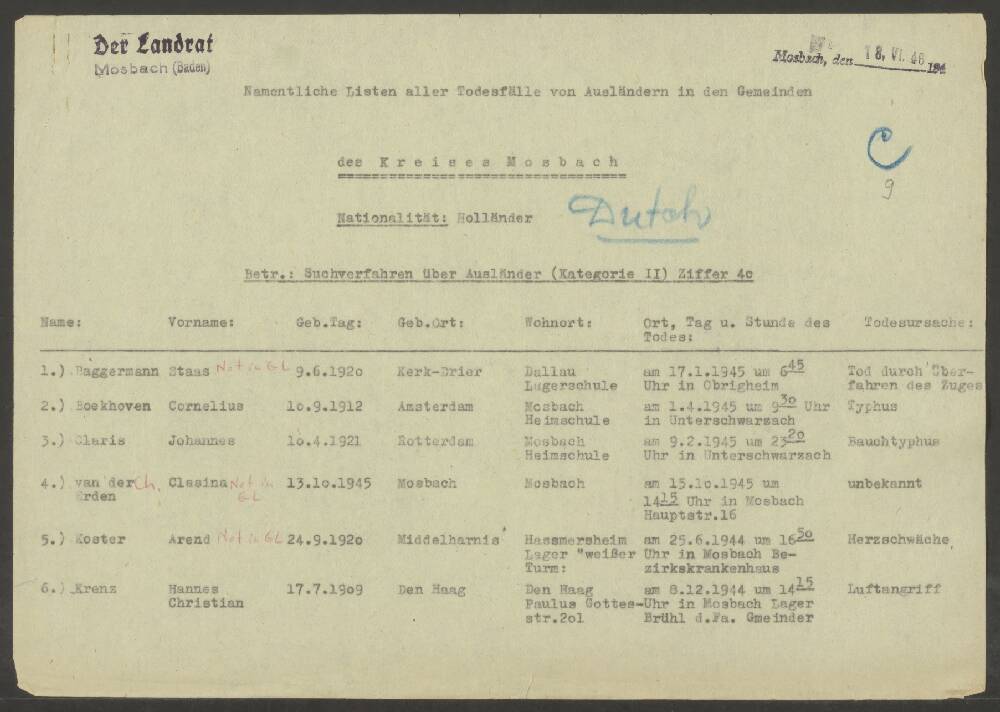 Der Landrat
Mosbach (Baden)
Mosbach, den 18. VI. 46 194
Namentliche Listen aller Todesfälle von Ausländern in den Gemeinden
des Kreises Mosbach
C
9
Nationalität: Holländer
Dutch
Betr.: Suchverfahren über Ausländer (Kategorie II) Ziffer 4c
Name: Vorname: Geb.Tag: Geb.Ort: Wohnort: Ort, Tag u. Stunde des Todesursache:
Todes:
1.) Baggermann Staas Not in GL 9.6.1920 Kerk-Drier Dallau am 17.1.1945 um 6 45 Tod durch Über-
Lagerschule Uhr in Obrigheim fahren des Zuges
2.) Boekhoven Cornelius 10.9.1912 Amsterdam Mosbach am 1.4.1945 um 9 30 Uhr Typhus
Heimschule in Unterschwarzach
3.) Claris Johannes 10.4.1921 Rotterdam Mosbach am 9.2.1945 um 23 20 Bauchtyphus
Heimschule Uhr in Unterschwarzach
4.) van der Ch. Clasina Not in 13.10.1945 Mosbach Mosbach am 15.10.1945 um unbekannt
Erden GL 14 15 Uhr in Mosbach
Hauptstr.16
5.) Koster Arend Not in GL 24.9.1920 Middelharnis Hassmersheim am 25.6.1944 um 16 50 Herzschwäche
Lager "weißer Uhr in Mosbach Be-
Turm: zirkskrankenhaus
6.) Krenz Hannes 17.7.1909 Den Haag Den Haag am 8.12.1944 um 14 15 Luftangriff
Christian Paulus Gottes- Uhr in Mosbach Lager
str.201 Brühl d.Fa. Gmeinder